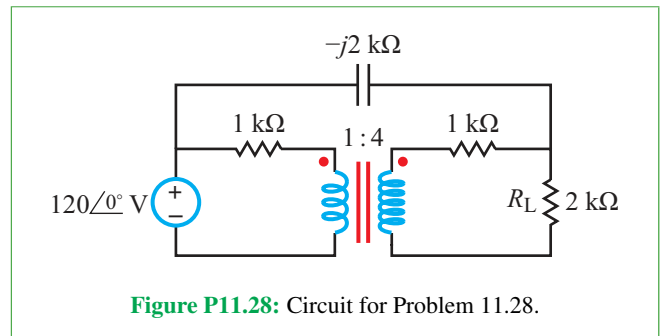 −j2 kΩ
1 kΩ
1 : 4
1 kΩ
120∠0° V
+
−
R_L
2 kΩ
Figure P11.28: Circuit for Problem 11.28.